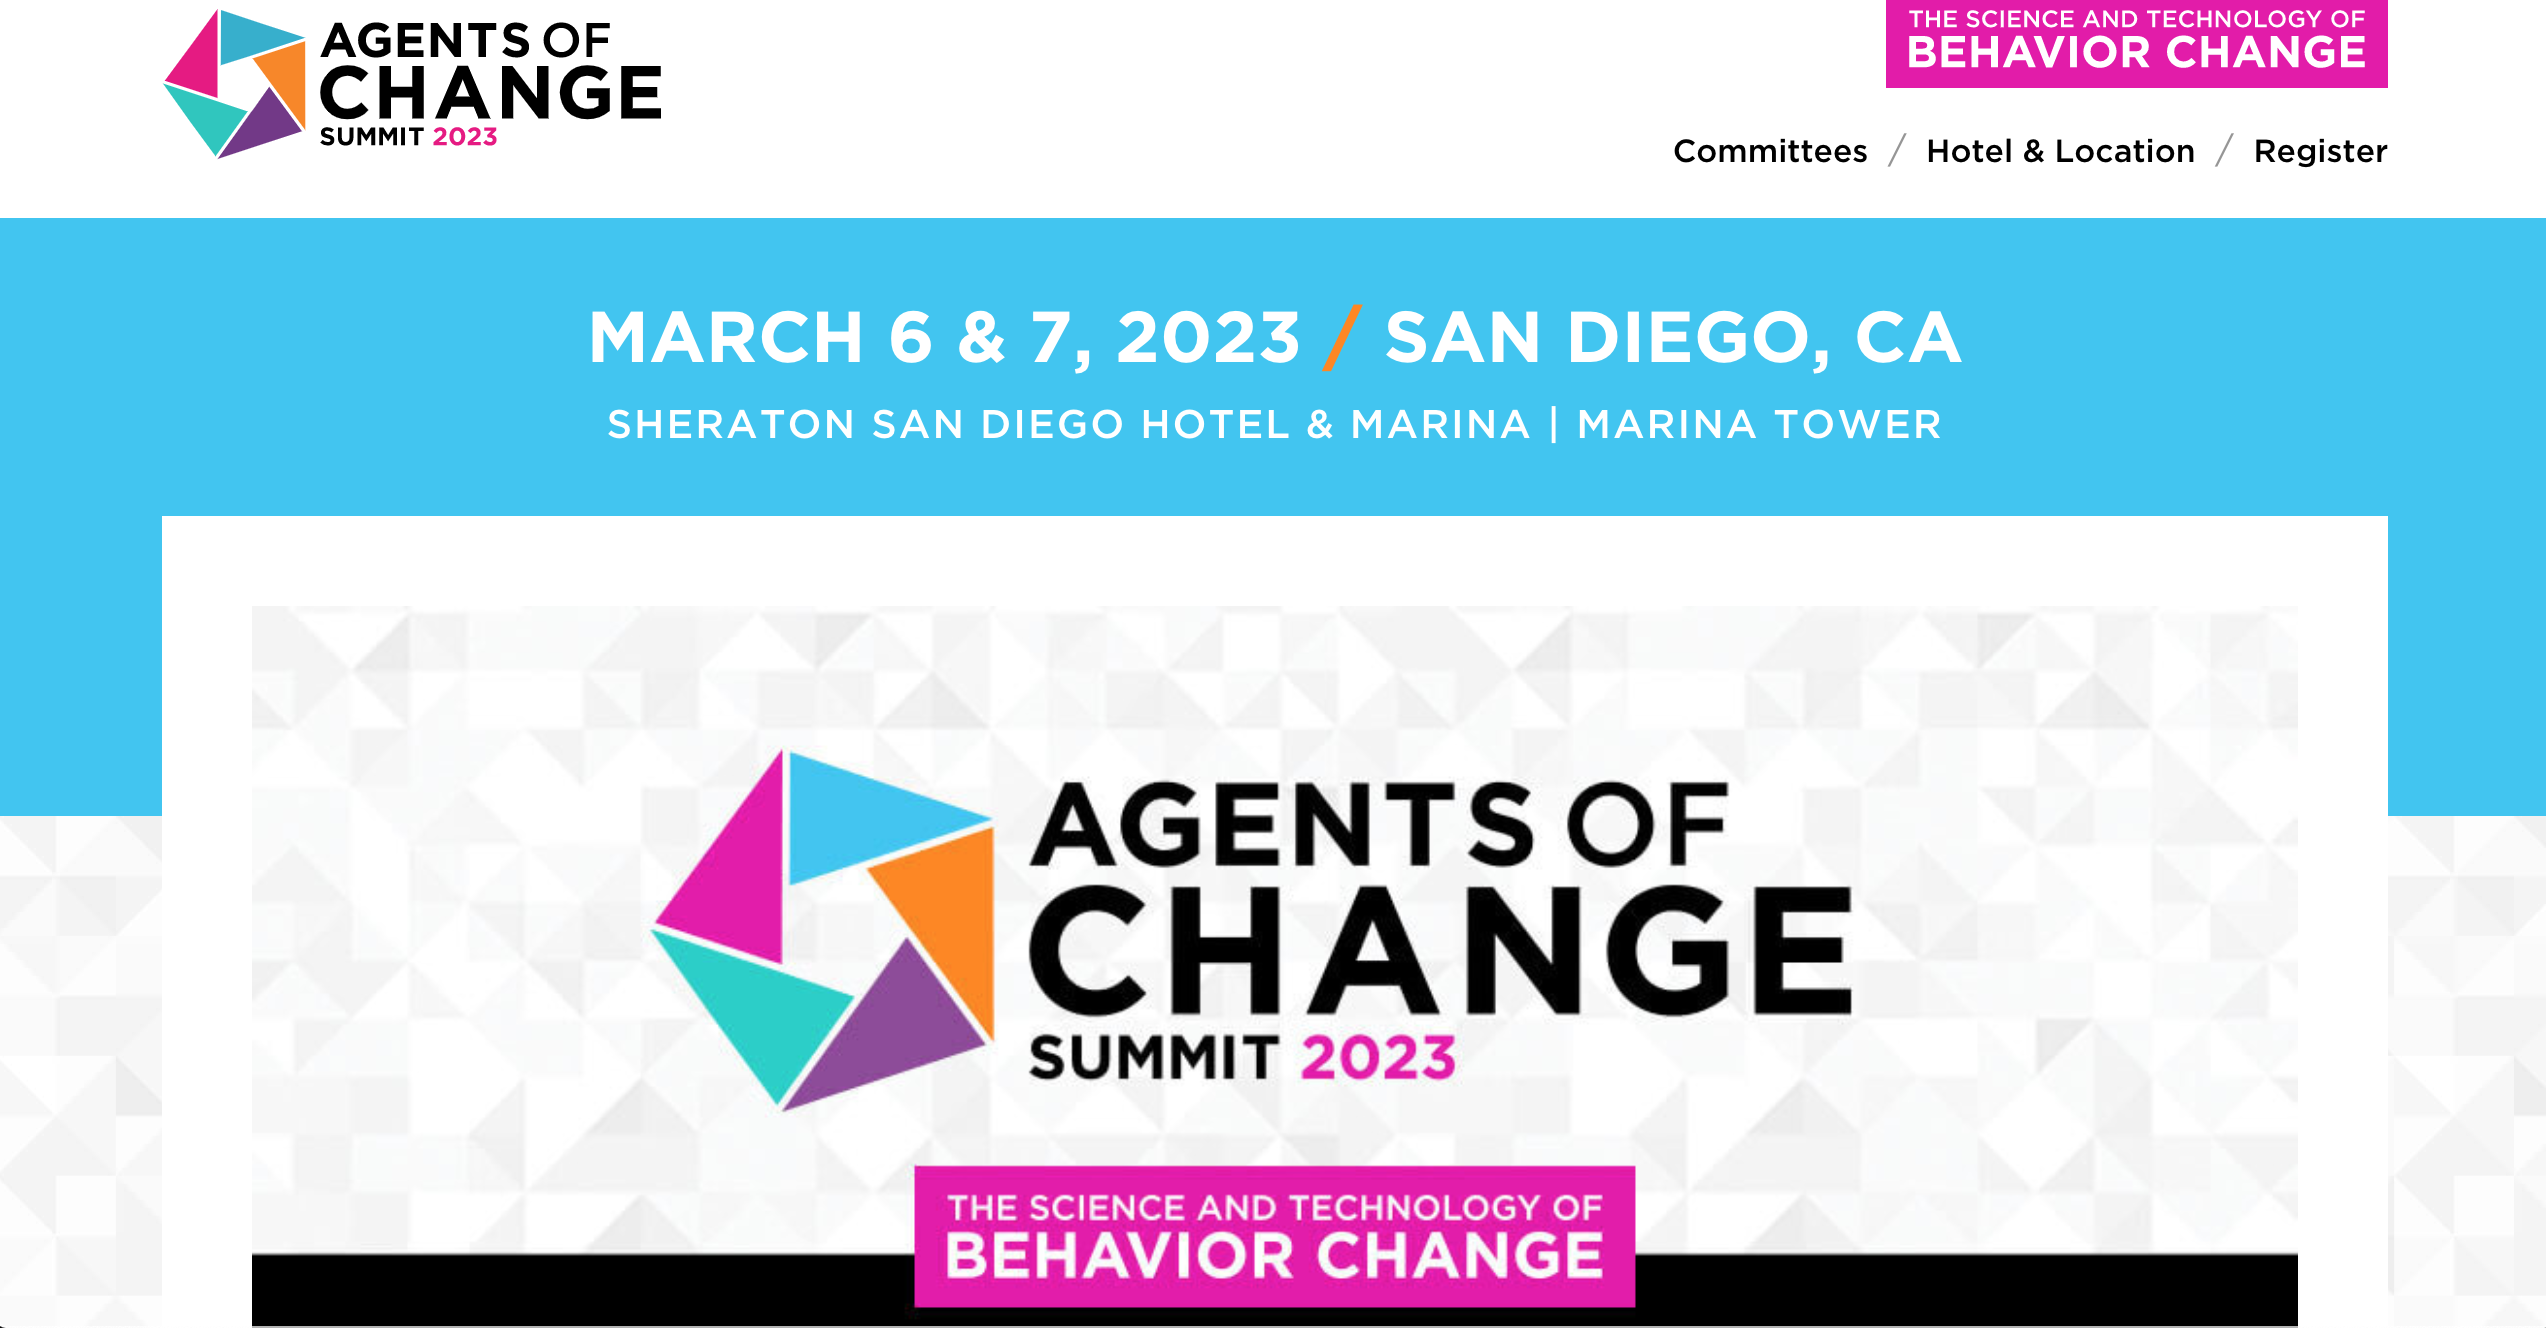 AGENTS OF
CHANGE
SUMMIT 2023
THE SCIENCE AND TECHNOLOGY OF
BEHAVIOR CHANGE
Committees / Hotel & Location / Register
MARCH 6 & 7, 2023 / SAN DIEGO, CA
SHERATON SAN DIEGO HOTEL & MARINA | MARINA TOWER
AGENTS OF
CHANGE
SUMMIT 2023
THE SCIENCE AND TECHNOLOGY OF
BEHAVIOR CHANGE